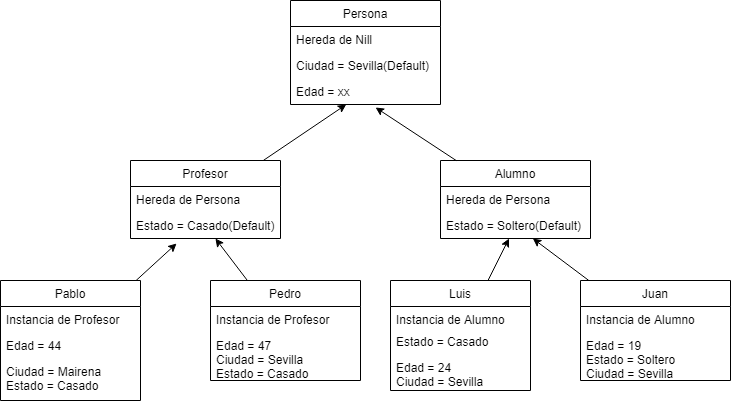 Persona
Hereda de Nill
Ciudad = Sevilla(Default)
Edad = xx
Profesor
Hereda de Persona
Estado = Casado(Default)
Alumno
Hereda de Persona
Estado = Soltero(Default)
Pablo
Instancia de Profesor
Edad = 44
Ciudad = Mairena
Estado = Casado
Pedro
Instancia de Profesor
Edad = 47
Ciudad = Sevilla
Estado = Casado
Luis
Instancia de Alumno
Estado = Casado
Edad = 24
Ciudad = Sevilla
Juan
Instancia de Alumno
Edad = 19
Estado = Soltero
Ciudad = Sevilla